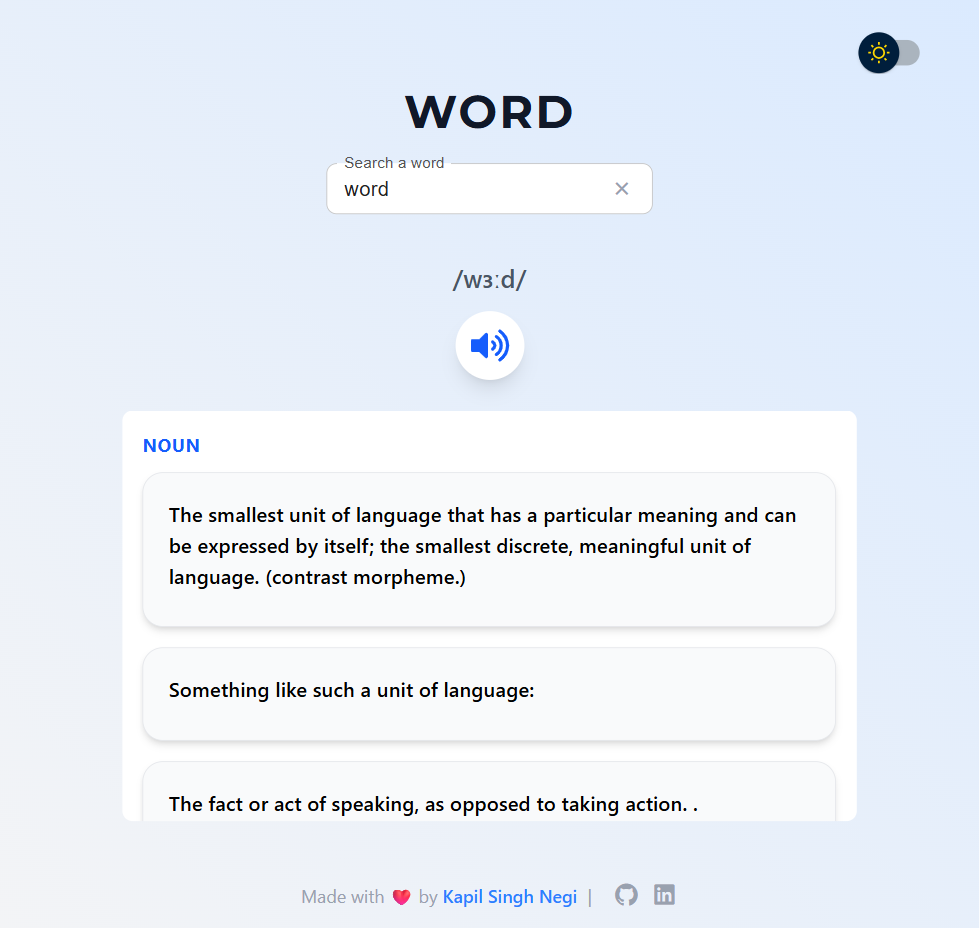 WORD
Search a word
word
/wɜːd/
NOUN
The smallest unit of language that has a particular meaning and can
be expressed by itself; the smallest discrete, meaningful unit of
language. (contrast morpheme.)
Something like such a unit of language:
The fact or act of speaking, as opposed to taking action. .
Made with ❤️ by Kapil Singh Negi |